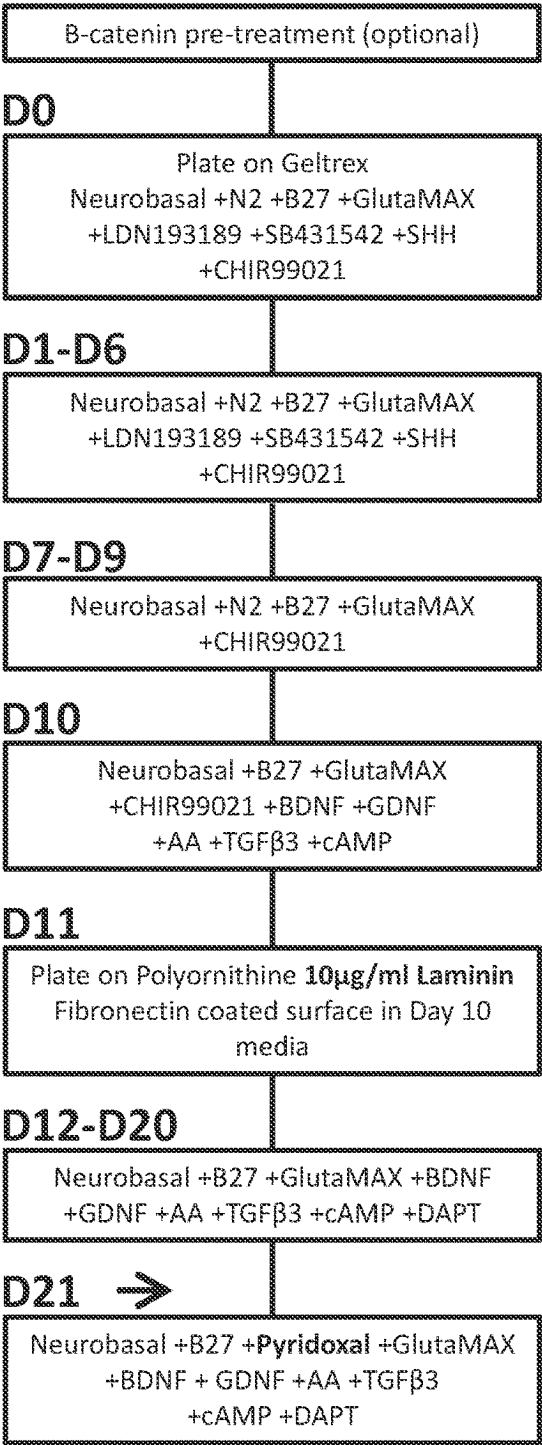 B-catenin pre-treatment (optional)
D0
Plate on Geltrex
Neurobasal +N2 +B27 +GlutaMAX
+LDN193189 +SB431542 +SHH
+CHIR99021
D1-D6
Neurobasal +N2 +B27 +GlutaMAX
+LDN193189 +SB431542 +SHH
+CHIR99021
D7-D9
Neurobasal +N2 +B27 +GlutaMAX
+CHIR99021
D10
Neurobasal +B27 +GlutaMAX
+CHIR99021 +BDNF +GDNF
+AA +TGFβ3 +cAMP
D11
Plate on Polyornithine 10μg/ml Laminin
Fibronectin coated surface in Day 10
media
D12-D20
Neurobasal +B27 +GlutaMAX +BDNF
+GDNF +AA +TGFβ3 +cAMP +DAPT
D21 →
Neurobasal +B27 +Pyridoxal +GlutaMAX
+BDNF + GDNF +AA +TGFβ3
+cAMP +DAPT